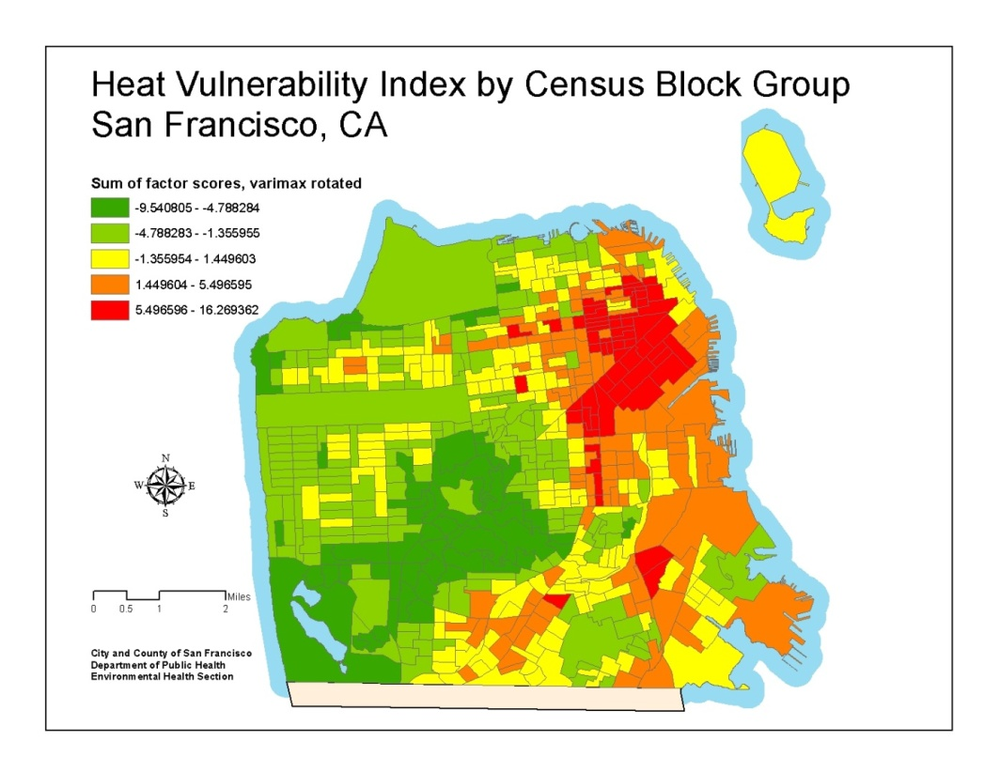 Heat Vulnerability Index by Census Block Group
San Francisco, CA
Sum of factor scores, varimax rotated
-9.540805 - -4.788284
-4.788283 - -1.355955
-1.355954 - 1.449603
1.449604 - 5.496595
5.496596 - 16.269362
N
W E
S
Miles
0 0.5 1 2
City and County of San Francisco
Department of Public Health
Environmental Health Section